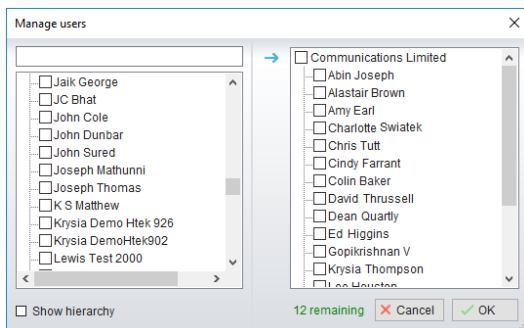 Manage users
Jaik George
JC Bhat
John Cole
John Dunbar
John Sured
Joseph Mathunni
Joseph Thomas
K S Matthew
Krysia Demo Htek 926
Krysia DemoHtek902
Lewis Test 2000
Show hierarchy
Communications Limited
Abin Joseph
Alastair Brown
Amy Earl
Charlotte Swiatek
Chris Tutt
Cindy Farrant
Colin Baker
David Thrussell
Dean Quartly
Ed Higgins
Gopikrishnan V
Krysia Thompson
Lee Houston
12 remaining
Cancel
OK